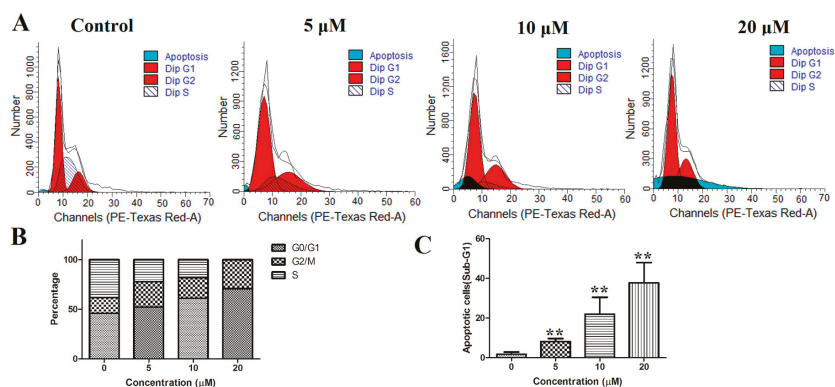 A
Control
5 µM
10 µM
20 µM
Apoptosis
Dip G1
Dip G2
Dip S
Number
0 200 400 600 800 1000
0 10 20 30 40 50 60 70
Channels (PE-Texas Red-A)
Apoptosis
Dip G1
Dip G2
Dip S
Number
0 300 600 900 1200
0 10 20 30 40 50 60
Channels (PE-Texas Red-A)
Apoptosis
Dip G1
Dip G2
Dip S
Number
0 400 800 1200 1600
0 10 20 30 40 50 60
Channels (PE-Texas Red-A)
Apoptosis
Dip G1
Dip G2
Dip S
Number
0 300 600 900 1200
0 10 20 30 40 50 60 70
Channels (PE-Texas Red-A)
B
G0/G1
G2/M
S
Percentage
100
50
0
0 5 10 20
Concentration (µM)
C
Apoptotic cells(Sub-G1)
60
40
20
0
**
**
**
0 5 10 20
Concentration (µM)